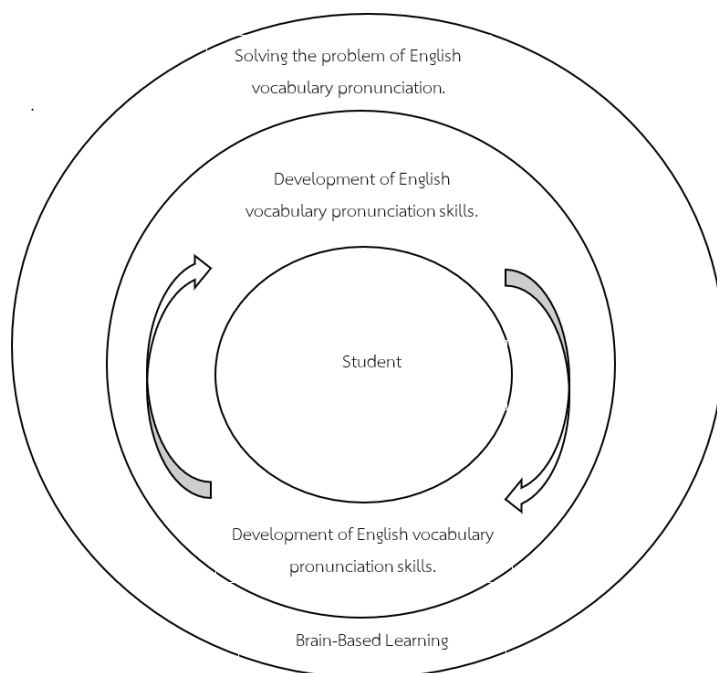 Solving the problem of English
vocabulary pronunciation.
Development of English
vocabulary pronunciation skills.
Student
Development of English vocabulary
pronunciation skills.
Brain-Based Learning